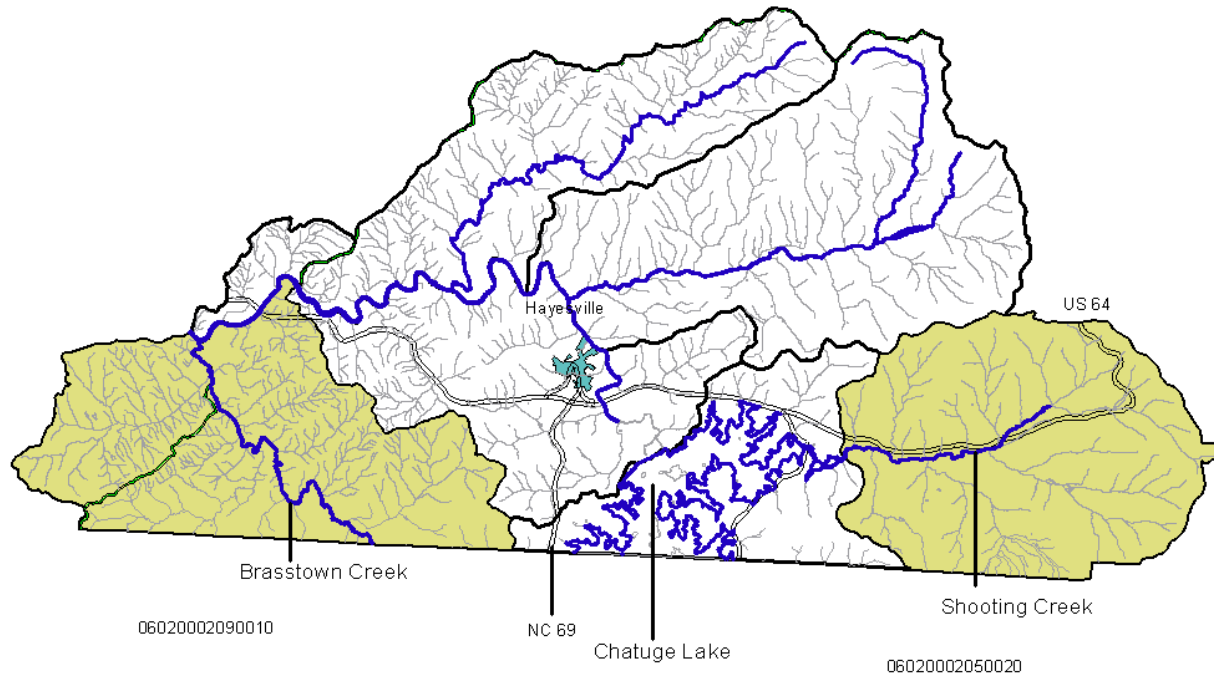 US 64
Hayesville
Brasstown Creek
Shooting Creek
06020002090010
NC 69
Chatuge Lake
06020002050020